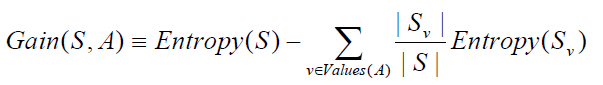 Gain(S, A) ≡ Entropy(S) − ∑_{v∈Values(A)} |S_v| / |S| Entropy(S_v)